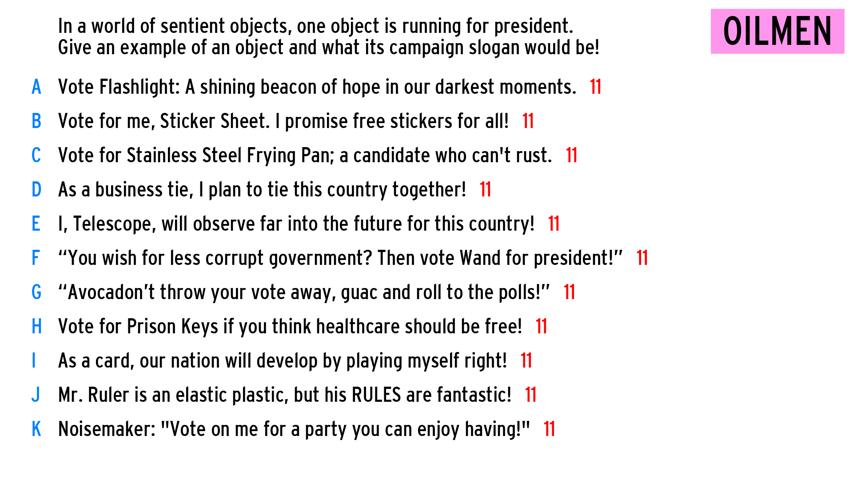 In a world of sentient objects, one object is running for president.
Give an example of an object and what its campaign slogan would be!
OILMEN
A Vote Flashlight: A shining beacon of hope in our darkest moments. 11
B Vote for me, Sticker Sheet. I promise free stickers for all! 11
C Vote for Stainless Steel Frying Pan; a candidate who can't rust. 11
D As a business tie, I plan to tie this country together! 11
E I, Telescope, will observe far into the future for this country! 11
F “You wish for less corrupt government? Then vote Wand for president!” 11
G “Avocadon’t throw your vote away, guac and roll to the polls!” 11
H Vote for Prison Keys if you think healthcare should be free! 11
I As a card, our nation will develop by playing myself right! 11
J Mr. Ruler is an elastic plastic, but his RULES are fantastic! 11
K Noisemaker: "Vote on me for a party you can enjoy having!" 11